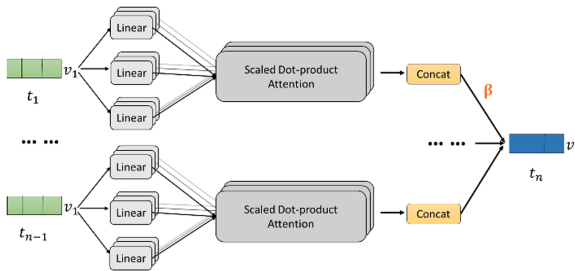 Linear
v₁
Linear
Linear
t₁
Scaled Dot-product
Attention
Concat
β
... ...
... ...
v
tₙ
Linear
v₁
Linear
Linear
tₙ₋₁
Scaled Dot-product
Attention
Concat